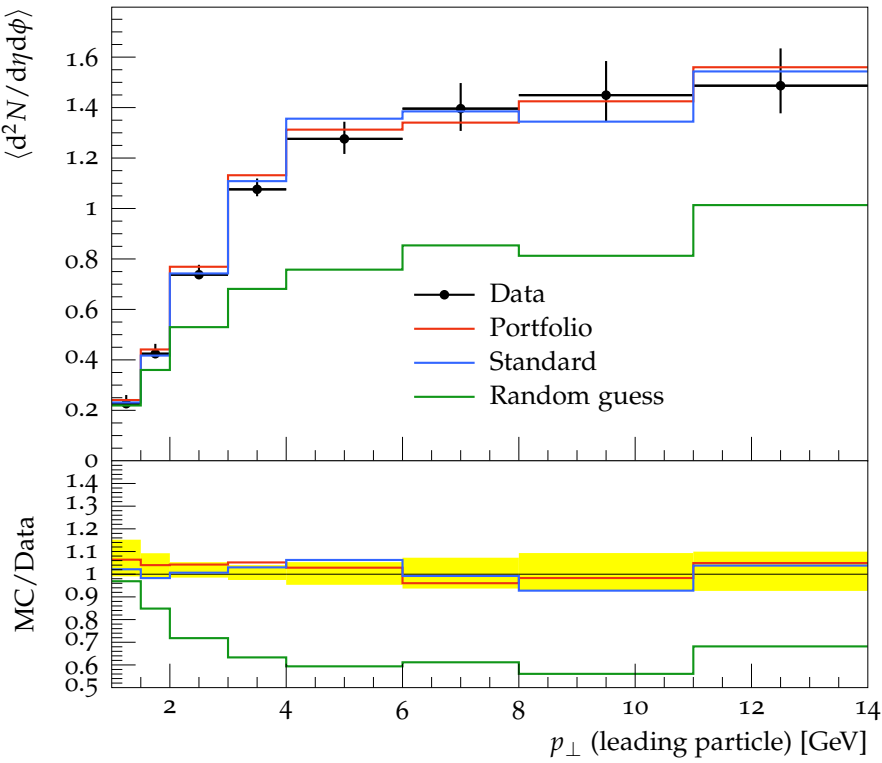 ⟨d²N/dηdϕ⟩
1.6
1.4
1.2
1
0.8
0.6
0.4
0.2
0
Data
Portfolio
Standard
Random guess
MC/Data
1.4
1.3
1.2
1.1
1
0.9
0.8
0.7
0.6
0.5
2 4 6 8 10 12 14
p⊥ (leading particle) [GeV]